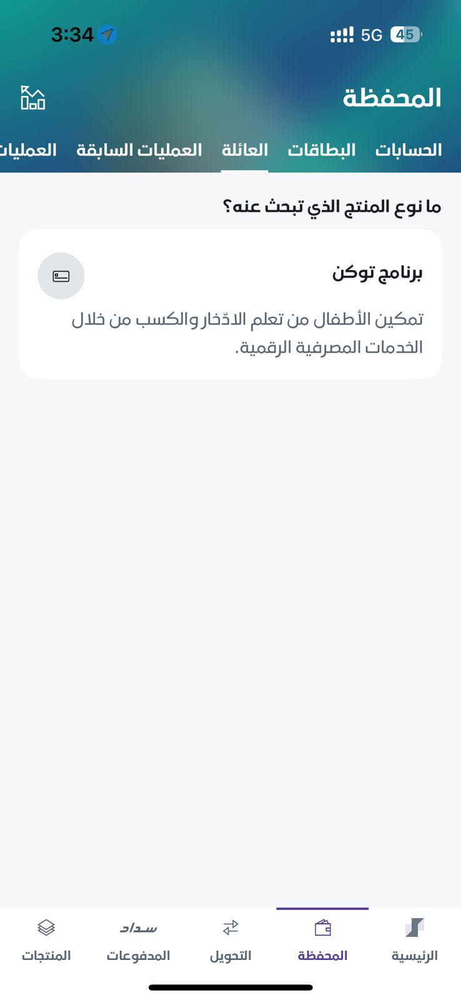 3:34
5G
45
المحفظة
الحسابات
البطاقات
العائلة
العمليات السابقة
العمليات
ما نوع المنتج الذي تبحث عنه؟
برنامج توكن
تمكين الأطفال من تعلم الادّخار والكسب من خلال
الخدمات المصرفية الرقمية.
الرئيسية
المحفظة
التحويل
سداد
المدفوعات
المنتجات